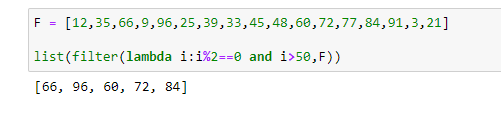 F = [12,35,66,9,96,25,39,33,45,48,60,72,77,84,91,3,21]
list(filter(lambda i:i%2==0 and i>50,F))
[66, 96, 60, 72, 84]